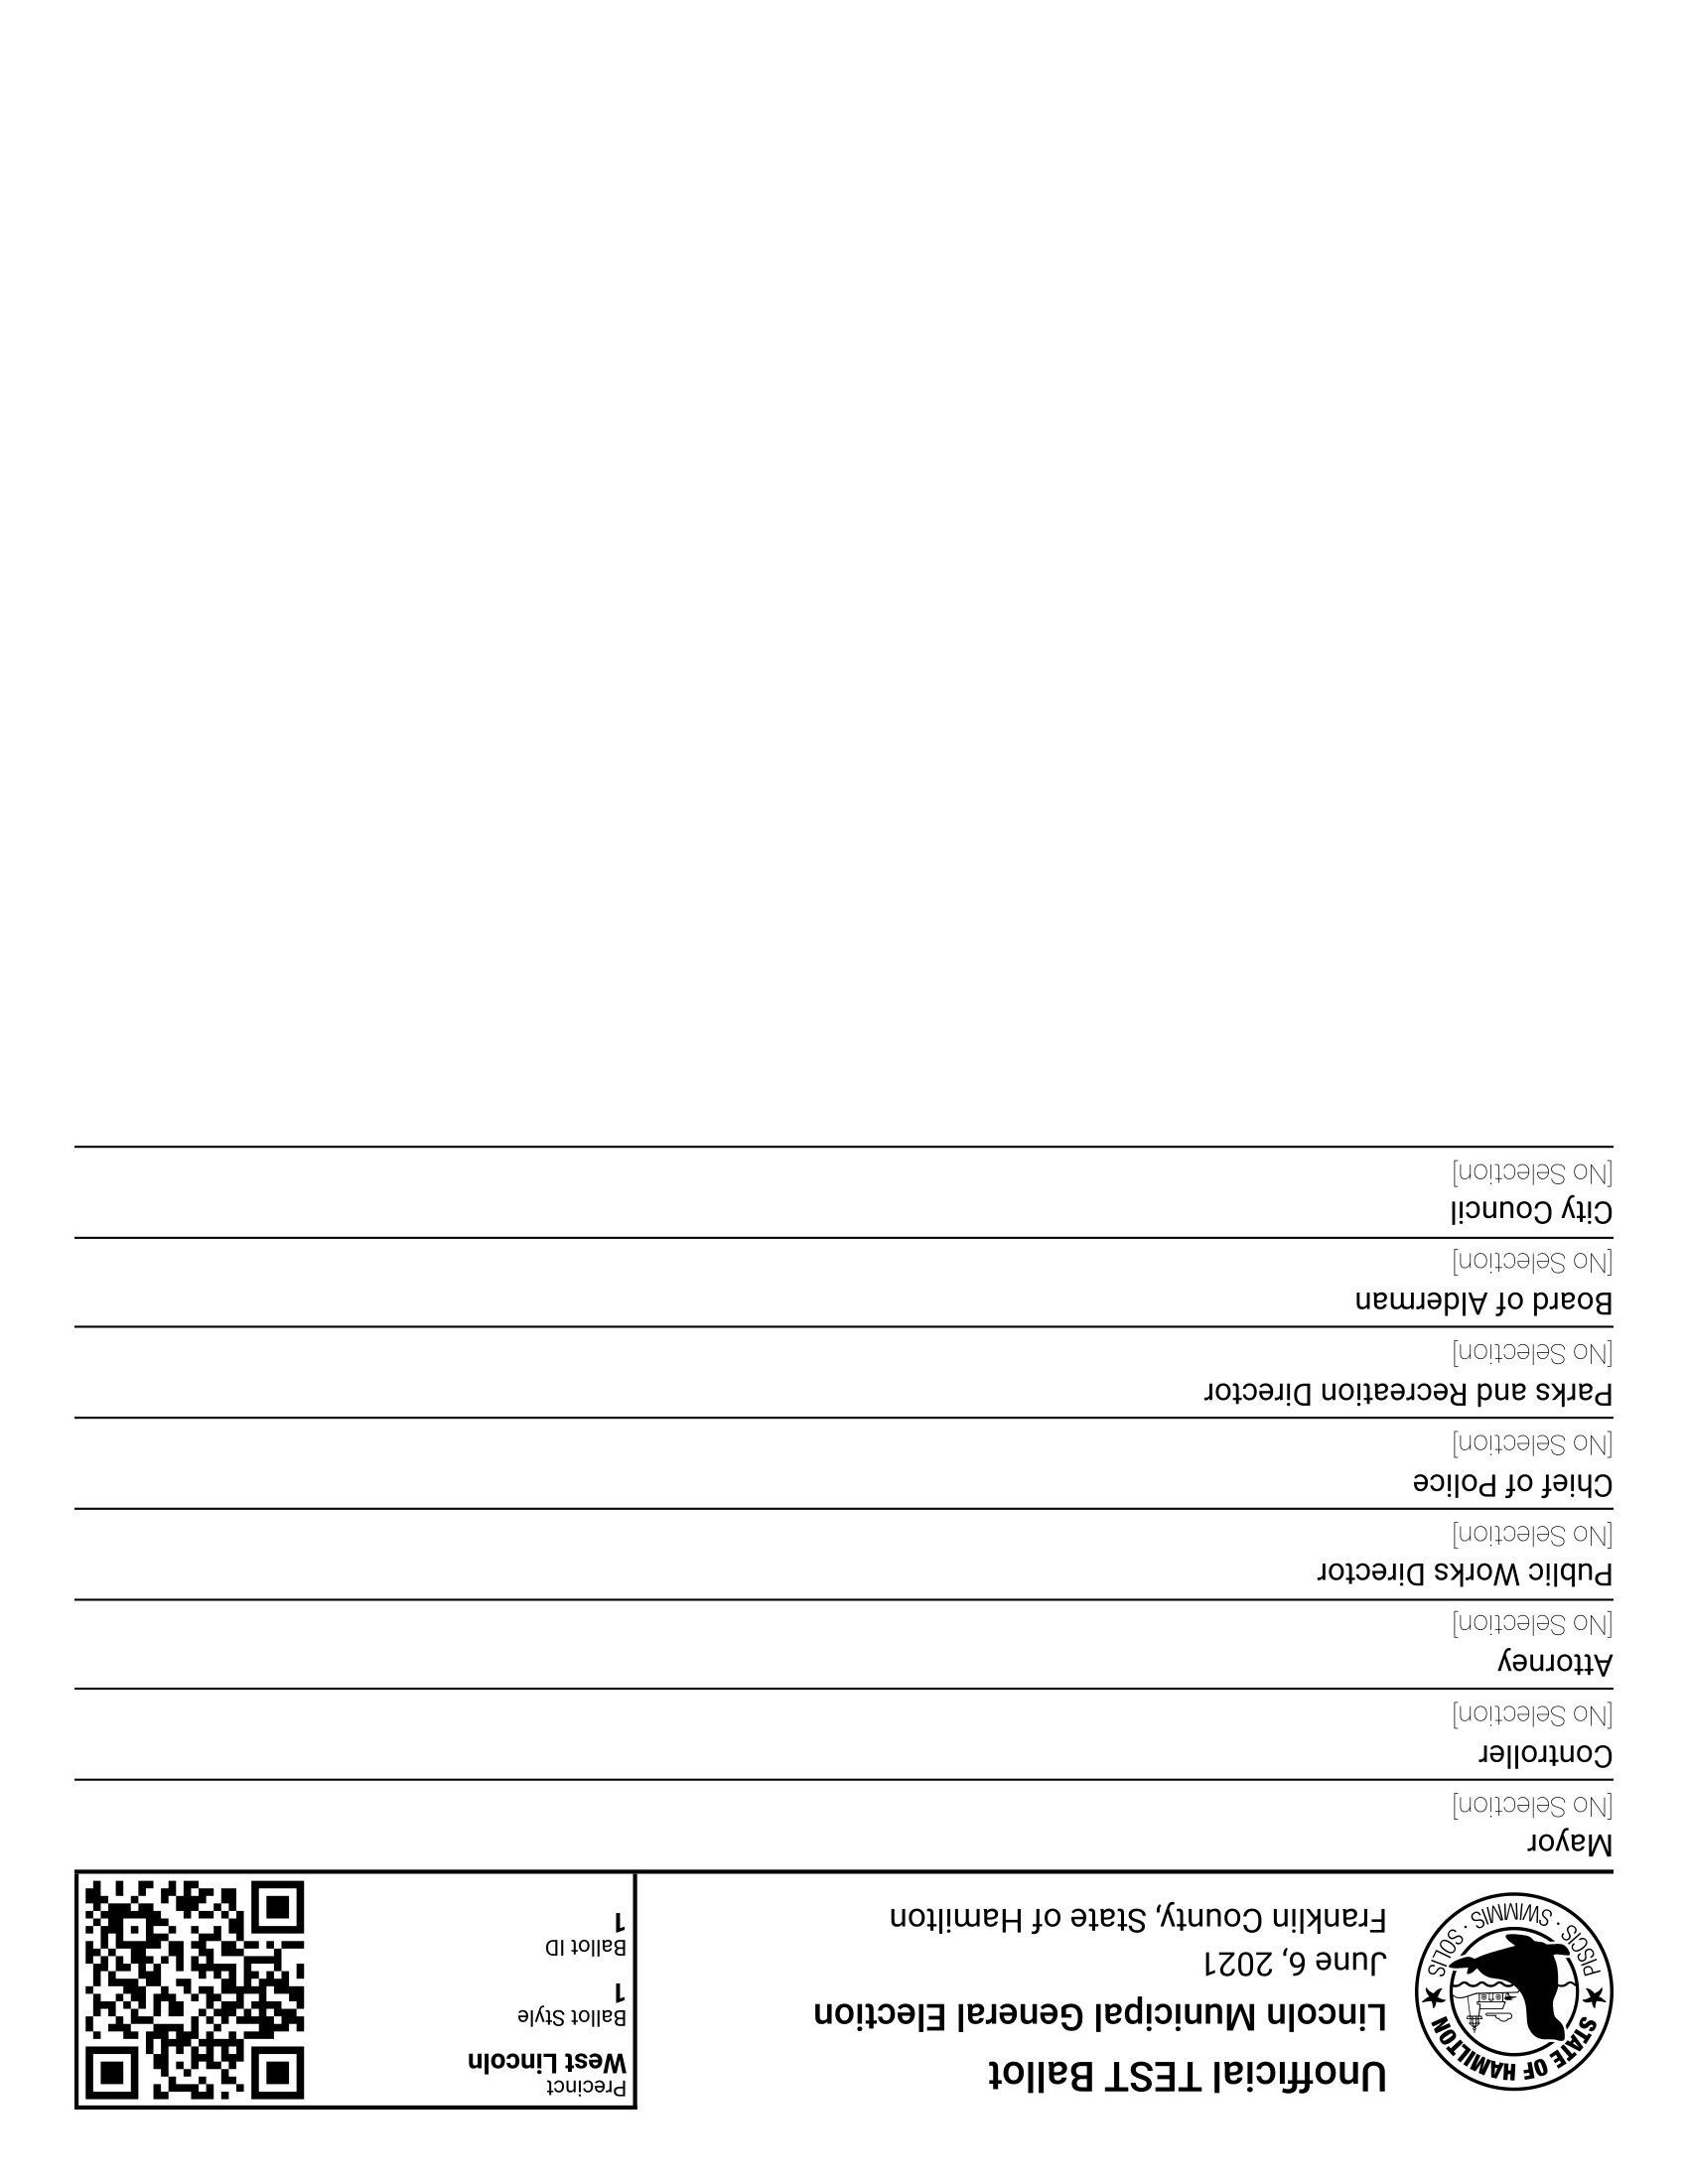 STATE OF HAMILTON
PISCIS · SWIMMIS · SOLIS
Unofficial TEST Ballot
Lincoln Municipal General Election
June 6, 2021
Franklin County, State of Hamilton
Precinct
West Lincoln
Ballot Style
1
Ballot ID
1
Mayor
[No Selection]
Controller
[No Selection]
Attorney
[No Selection]
Public Works Director
[No Selection]
Chief of Police
[No Selection]
Parks and Recreation Director
[No Selection]
Board of Alderman
[No Selection]
City Council
[No Selection]